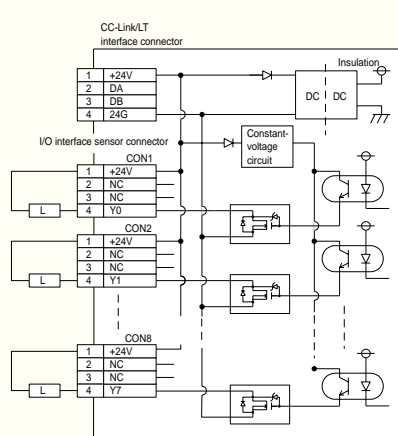 CC-Link/LT
interface connector
Insulation
1 +24V
2 DA
3 DB
4 24G
DC DC
Constant-
voltage
circuit
I/O interface sensor connector
CON1
1 +24V
2 NC
3 NC
L 4 Y0
CON2
1 +24V
2 NC
3 NC
L 4 Y1
CON8
1 +24V
2 NC
3 NC
L 4 Y7